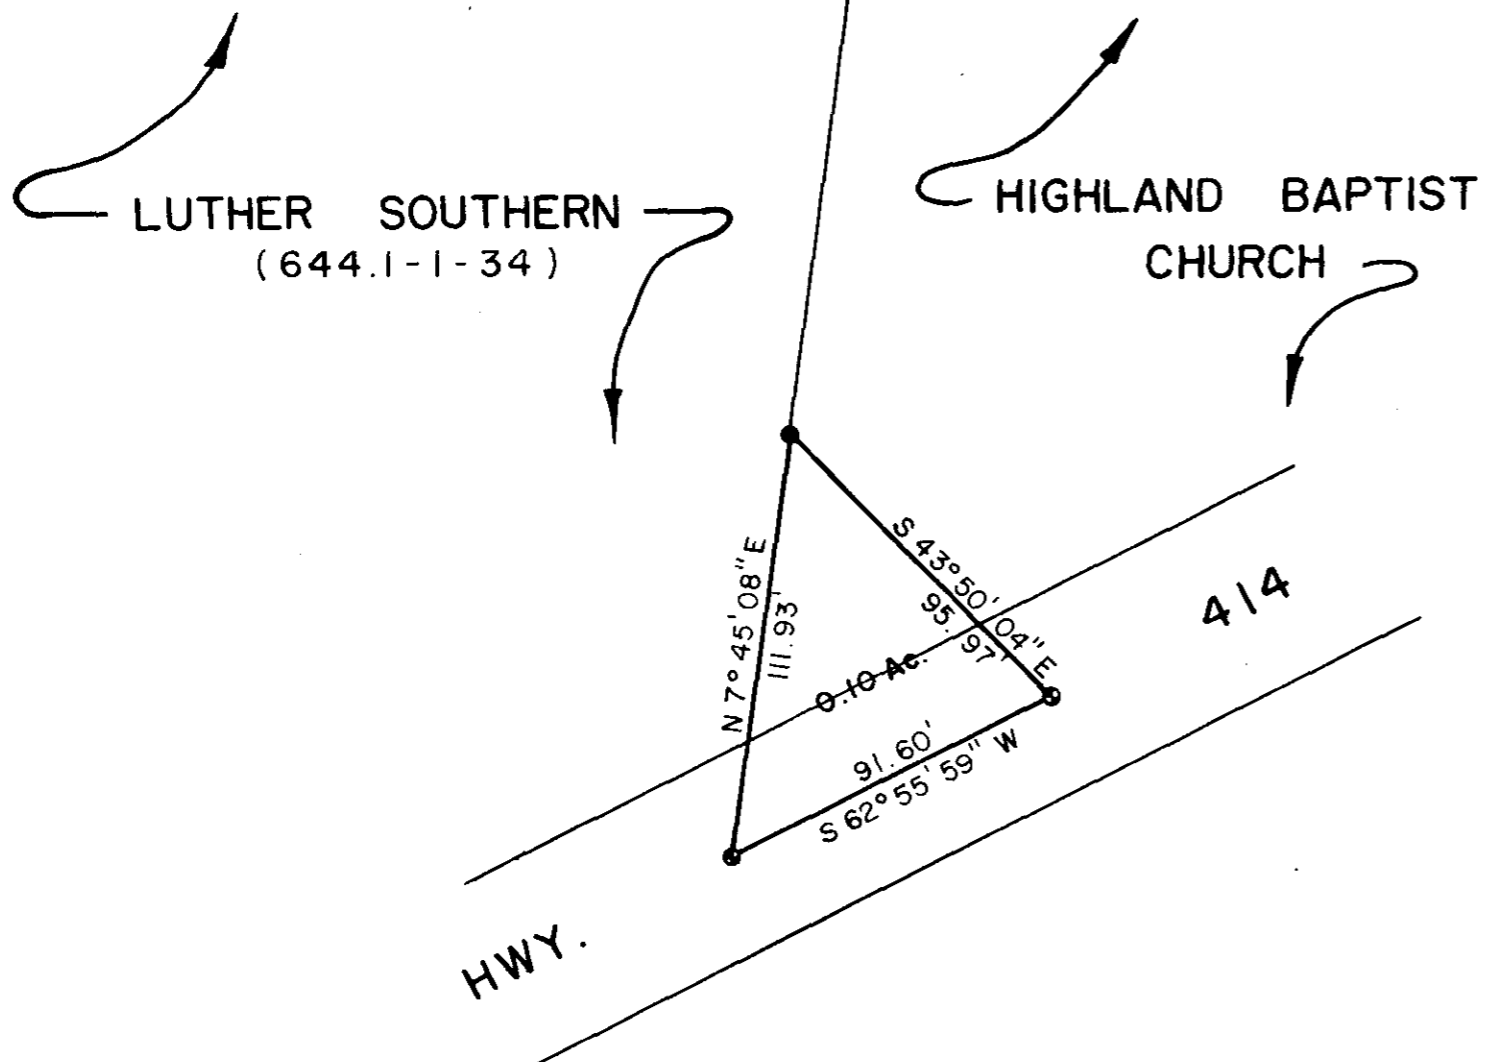 LUTHER SOUTHERN
(644.1-1-34)
HIGHLAND BAPTIST
CHURCH
N 7° 45' 08" E
111.93'
S 43° 50' 04" E
95.97'
0.10 Ac.
91.60'
S 62° 55' 59" W
414
HWY.